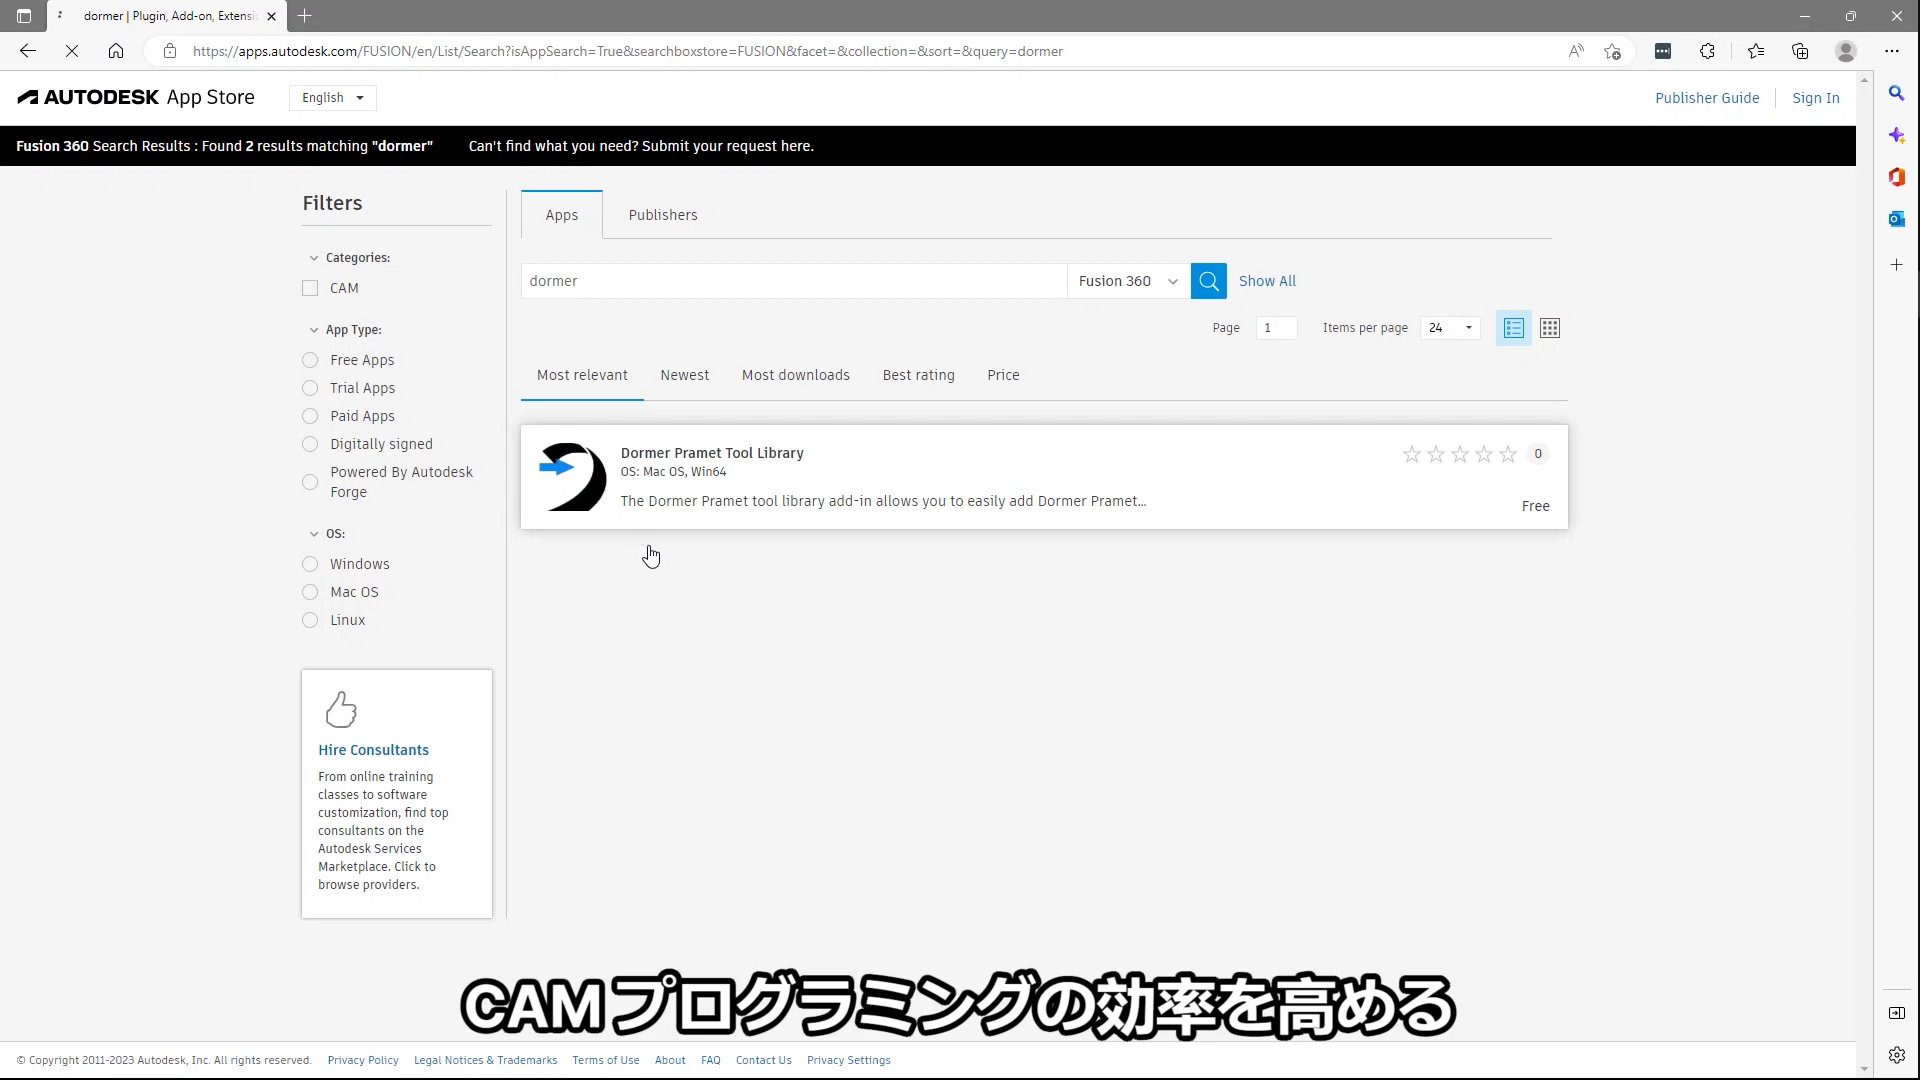 dormer | Plugin, Add-on, Extensi
https://apps.autodesk.com/FUSION/en/List/Search?isAppSearch=True&searchboxstore=FUSION&facet=&collection=&sort=&query=dormer
AUTODESK App Store
English
Publisher Guide
Sign In
Fusion 360 Search Results : Found 2 results matching "dormer"
Can't find what you need? Submit your request here.
Filters
Categories:
CAM
App Type:
Free Apps
Trial Apps
Paid Apps
Digitally signed
Powered By Autodesk
Forge
OS:
Windows
Mac OS
Linux
Hire Consultants
From online training
classes to software
customization, find top
consultants on the
Autodesk Services
Marketplace. Click to
browse providers.
Apps
Publishers
dormer
Fusion 360
Show All
Page 1
Items per page 24
Most relevant
Newest
Most downloads
Best rating
Price
Dormer Pramet Tool Library
OS: Mac OS, Win64
The Dormer Pramet tool library add-in allows you to easily add Dormer Pramet...
0
Free
CAMプログラミングの効率を高める
© Copyright 2011-2023 Autodesk, Inc. All rights reserved.
Privacy Policy
Legal Notices & Trademarks
Terms of Use
About
FAQ
Contact Us
Privacy Settings